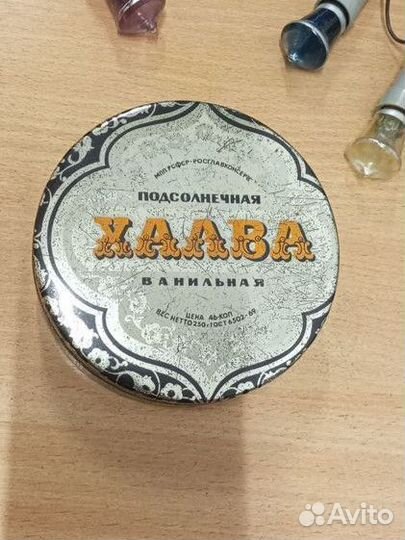 МПП РСФСР-РОСГЛАВКОНСЕРВ
ПОДСОЛНЕЧНАЯ
ХАЛВА
ВАНИЛЬНАЯ
ЦЕНА 46-КОП
ВЕС НЕТТО 250 г ГОСТ 6502-69
Avito